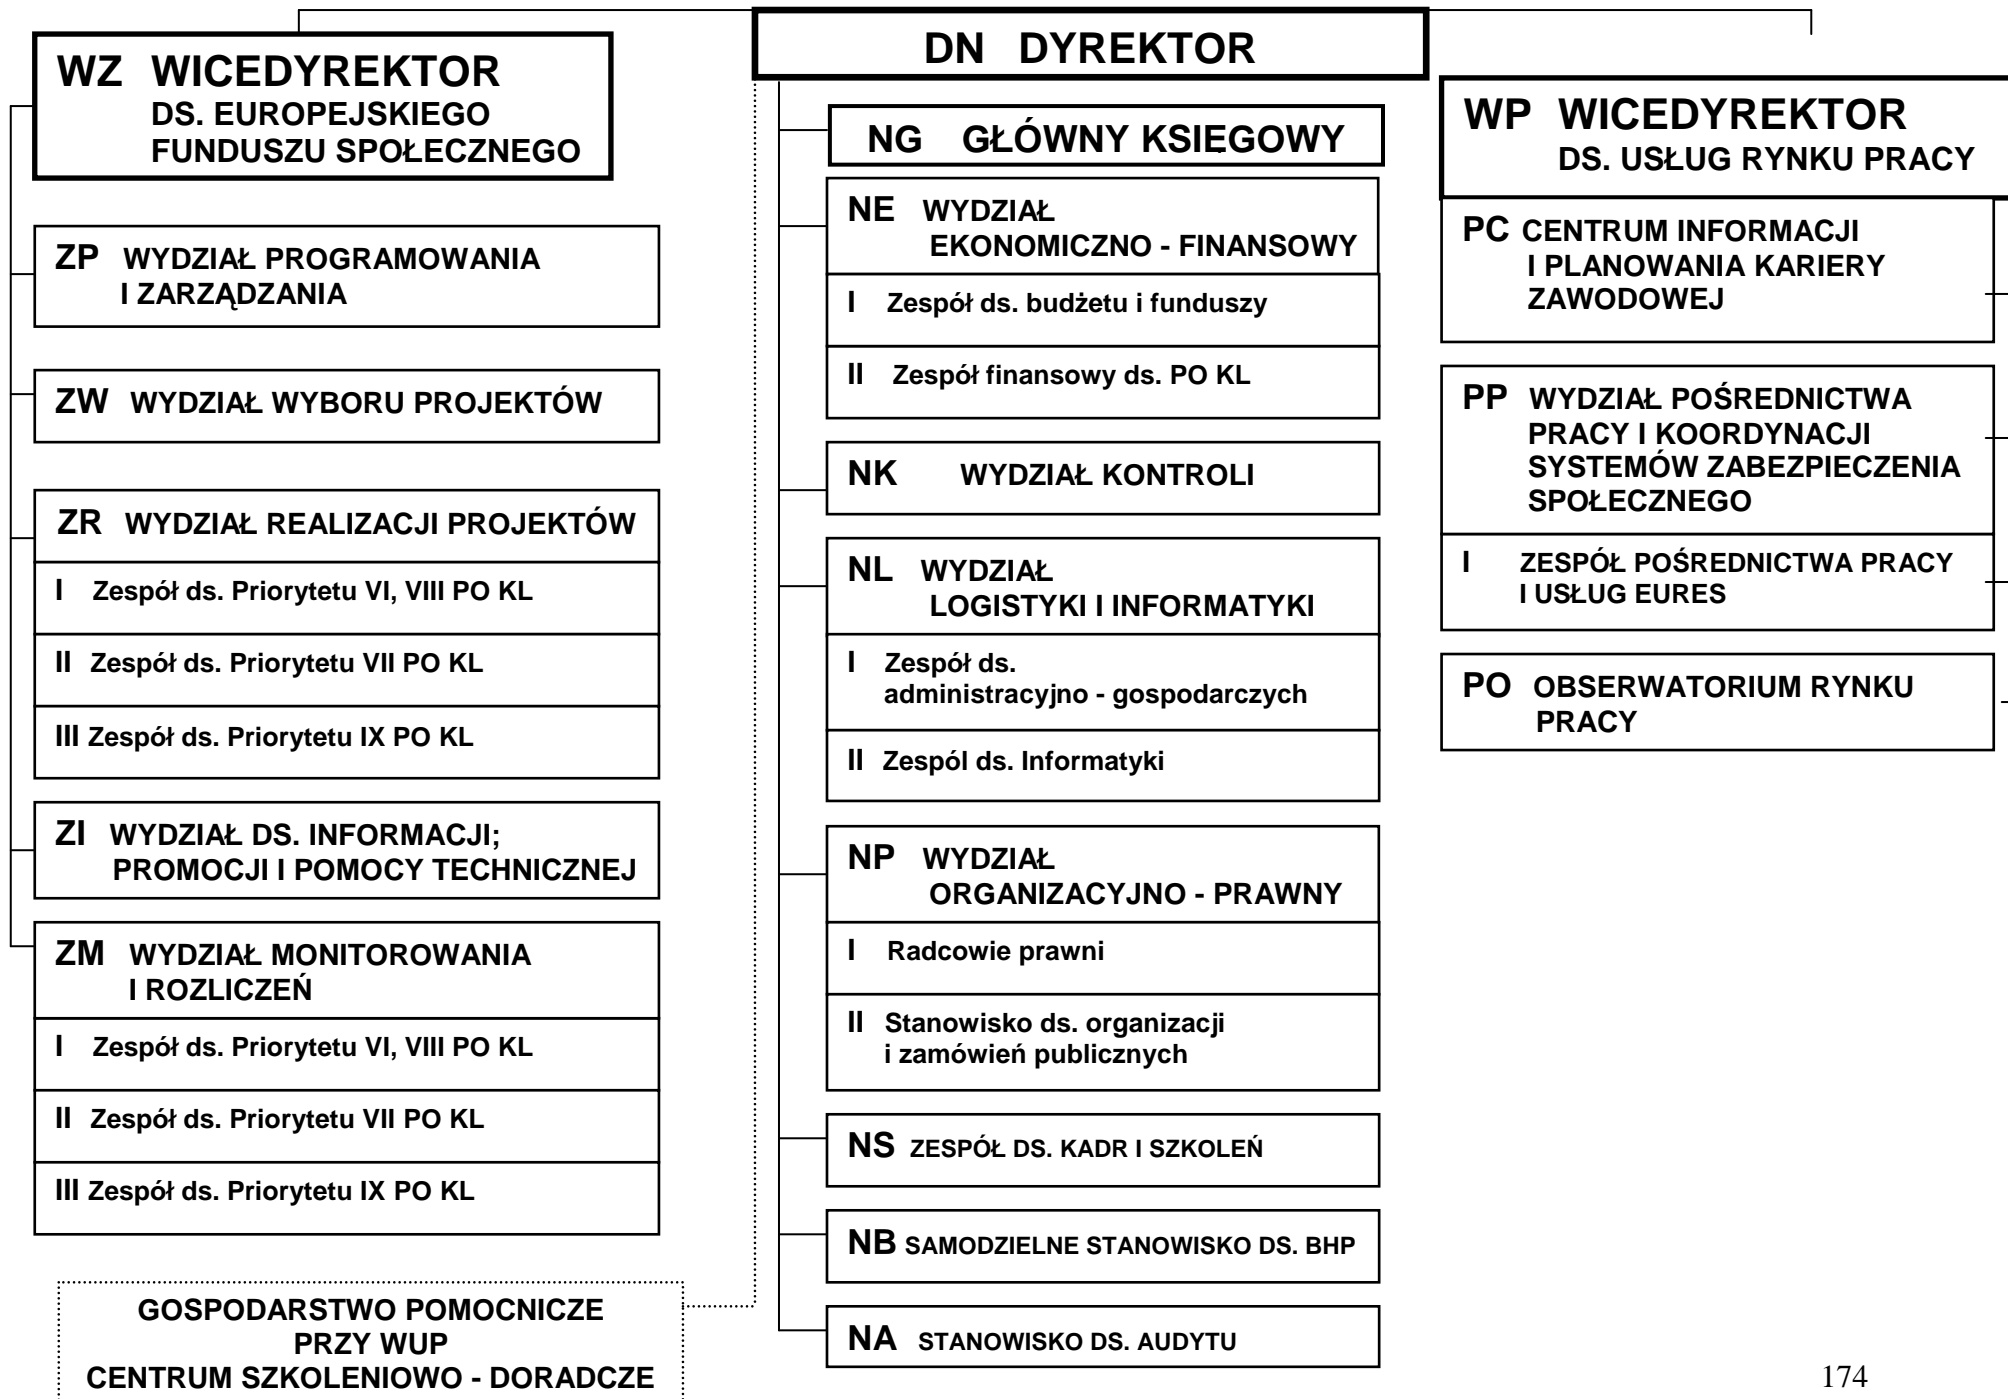 DN DYREKTOR
WZ WICEDYREKTOR
DS. EUROPEJSKIEGO
FUNDUSZU SPOŁECZNEGO
ZP WYDZIAŁ PROGRAMOWANIA
I ZARZĄDZANIA
ZW WYDZIAŁ WYBORU PROJEKTÓW
ZR WYDZIAŁ REALIZACJI PROJEKTÓW
I Zespół ds. Priorytetu VI, VIII PO KL
II Zespół ds. Priorytetu VII PO KL
III Zespół ds. Priorytetu IX PO KL
ZI WYDZIAŁ DS. INFORMACJI;
PROMOCJI I POMOCY TECHNICZNEJ
ZM WYDZIAŁ MONITOROWANIA
I ROZLICZEŃ
I Zespół ds. Priorytetu VI, VIII PO KL
II Zespół ds. Priorytetu VII PO KL
III Zespół ds. Priorytetu IX PO KL
GOSPODARSTWO POMOCNICZE
PRZY WUP
CENTRUM SZKOLENIOWO - DORADCZE
NG GŁÓWNY KSIĘGOWY
NE WYDZIAŁ
EKONOMICZNO - FINANSOWY
I Zespół ds. budżetu i funduszy
II Zespół finansowy ds. PO KL
NK WYDZIAŁ KONTROLI
NL WYDZIAŁ
LOGISTYKI I INFORMATYKI
I Zespół ds.
administracyjno - gospodarczych
II Zespól ds. Informatyki
NP WYDZIAŁ
ORGANIZACYJNO - PRAWNY
I Radcowie prawni
II Stanowisko ds. organizacji
i zamówień publicznych
NS ZESPÓŁ DS. KADR I SZKOLEŃ
NB SAMODZIELNE STANOWISKO DS. BHP
NA STANOWISKO DS. AUDYTU
WP WICEDYREKTOR
DS. USŁUG RYNKU PRACY
PC CENTRUM INFORMACJI
I PLANOWANIA KARIERY
ZAWODOWEJ
PP WYDZIAŁ POŚREDNICTWA
PRACY I KOORDYNACJI
SYSTEMÓW ZABEZPIECZENIA
SPOŁECZNEGO
I ZESPÓŁ POŚREDNICTWA PRACY
I USŁUG EURES
PO OBSERWATORIUM RYNKU
PRACY
174